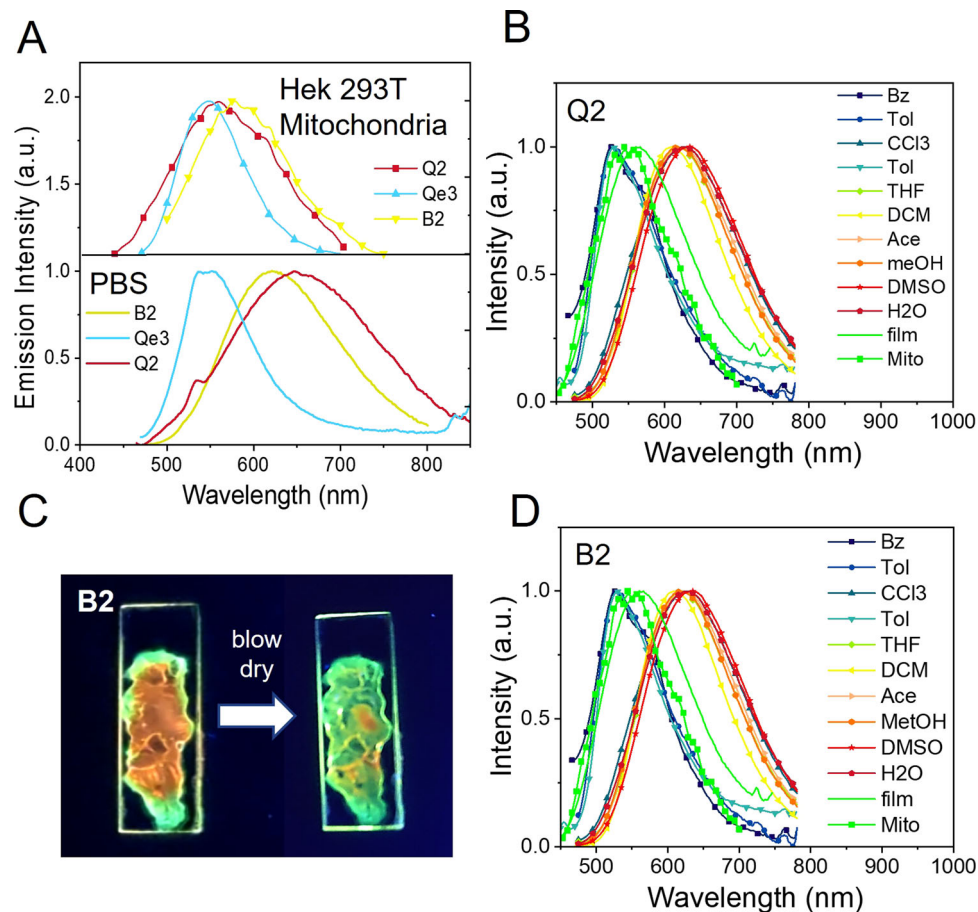 A
Hek 293T
Mitochondria
Q2
Qe3
B2
2.0
1.5
PBS
B2
Qe3
Q2
1.0
0.5
0.0
400
500
600
700
800
Emission Intensity (a.u.)
Wavelength (nm)
B
Q2
Bz
Tol
CCl3
Tol
THF
DCM
Ace
meOH
DMSO
H2O
film
Mito
1.0
0.5
0.0
500
600
700
800
900
1000
Intensity (a.u.)
Wavelength (nm)
C
B2
blow
dry
D
B2
Bz
Tol
CCl3
Tol
THF
DCM
Ace
MetOH
DMSO
H2O
film
Mito
1.0
0.5
0.0
500
600
700
800
900
1000
Intensity (a.u.)
Wavelength (nm)